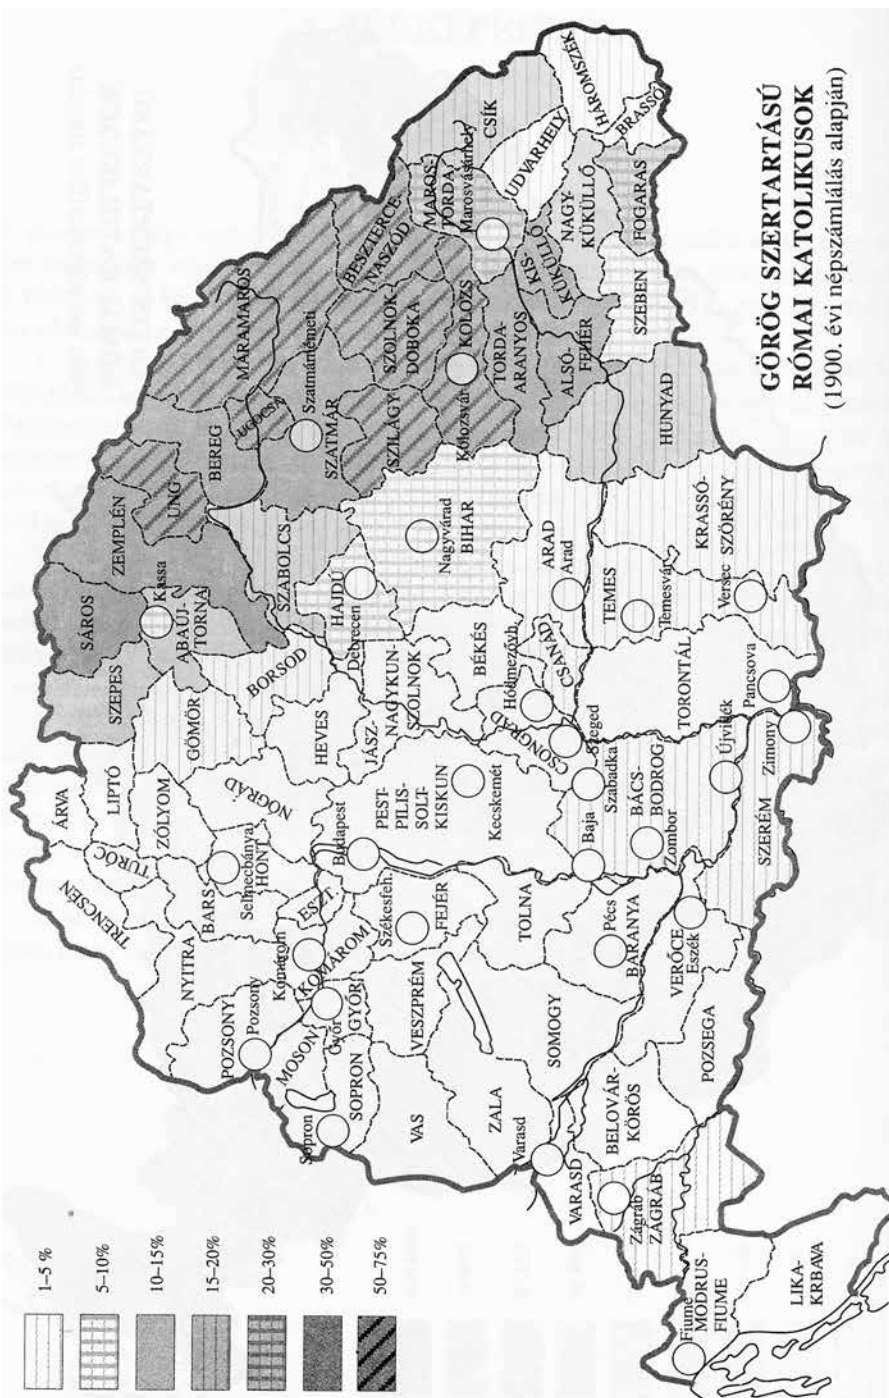 GÖRÖG SZERTARTÁSÚ
RÓMAI KATOLIKUSOK
(1900. évi népszámlálás alapján)
1–5 %
5–10%
10–15%
15–20%
20–30%
30–50%
50–75%
ÁRVA
TRENCSÉN
LIPTÓ
TURÓC
ZÓLYOM
SZEPES
SÁROS
ZEMPLÉN
UNG
Kassa
ABAÚJ-
TORNA
GÖMÖR
BORSOD
NYITRA
BARS-
Selmecbánya
HONT
NÓGRÁD
HEVES
POZSONY
Pozsony
Komárom
KOMÁROM
ESZT.
MOSON
Győr
GYŐR
Sopron
SOPRON
Budapest
PEST-
PILIS-
SOLT-
KISKUN
Kecskemét
Székesfeh.
FEJÉR
VESZPRÉM
VAS
ZALA
SOMOGY
TOLNA
Pécs
BARANYA
JÁSZ-
NAGYKUN-
SZOLNOK
BÉKÉS
CSONGRÁD
Hódmezővh.
CSANÁD
Szeged
Szabadka
Baja
BÁCS-
BODROG
Zombor
Újvidék
SZERÉM
Zimony
Pancsova
TORONTÁL
TEMES
Temesvár
Versec
KRASSÓ-
SZÖRÉNY
ARAD
Arad
Nagyvárad
BIHAR
HAJDÚ
Debrecen
SZABOLCS
BEREG
UGOCSA
MÁRAMAROS
Szatmárnémeti
SZATMÁR
SZILÁGY
SZOLNOK
DOBOKA
BESZTERCE-
NASZÓD
KOLOZS
Kolozsvár
TORDA-
ARANYOS
ALSÓ-
FEHÉR
HUNYAD
MAROS-
TORDA
Marosvásárhely
CSÍK
UDVARHELY
HÁROMSZÉK
BRASSÓ
KIS
KÜKÜLLŐ
NAGY-
KÜKÜLLŐ
FOGARAS
SZEBEN
VERŐCE
Eszék
POZSEGA
BELOVÁR-
KŐRÖS
Varasd
VARASD
Zágráb
ZÁGRÁB
Fiume
MODRUS-
FIUME
LIKA-
KRBAVA